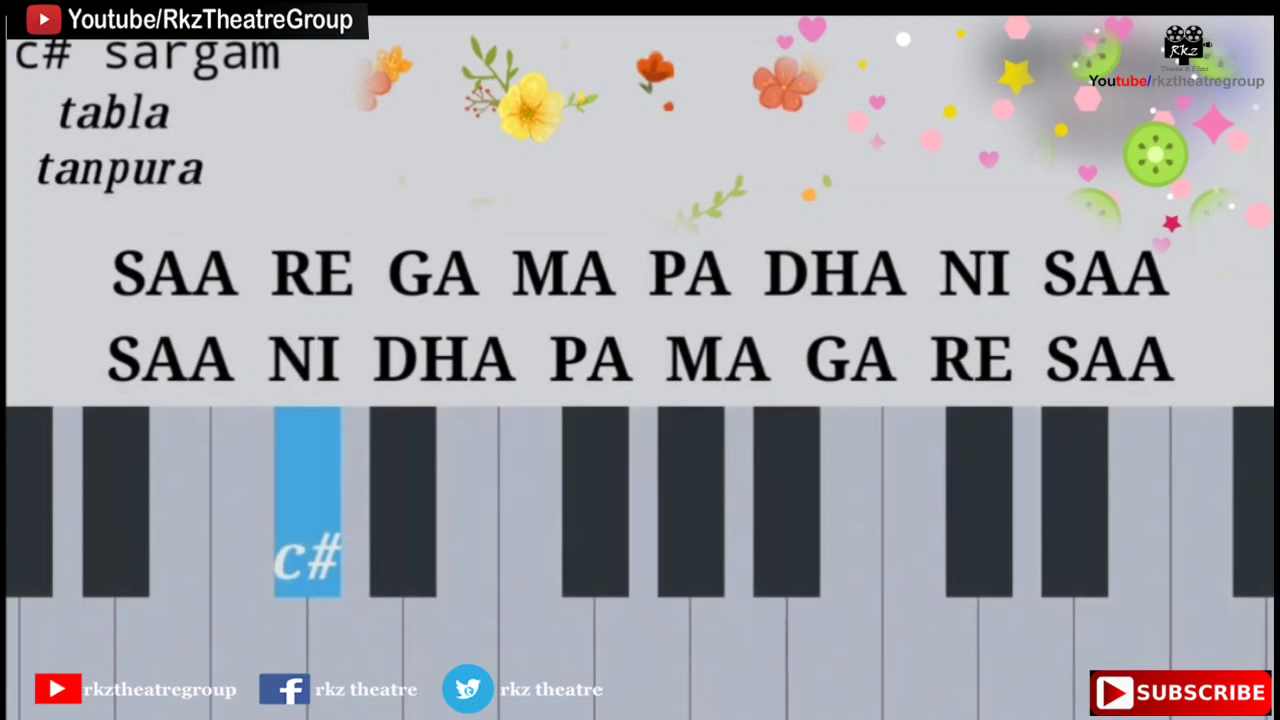 Youtube/RkzTheatreGroup
c# sargam
tabla
tanpura
Rkz
Youtube/rkztheatregroup
SAA RE GA MA PA DHA NI SAA
SAA NI DHA PA MA GA RE SAA
c#
rkztheatregroup
rkz theatre
rkz theatre
SUBSCRIBE